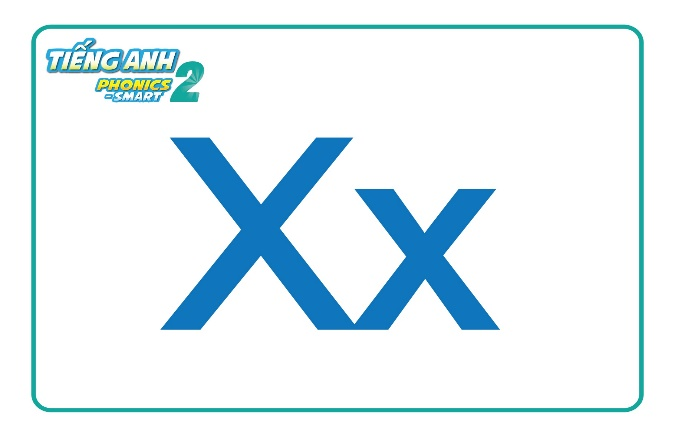 TIẾNG ANH
PHONICS
-SMART 2
Xx